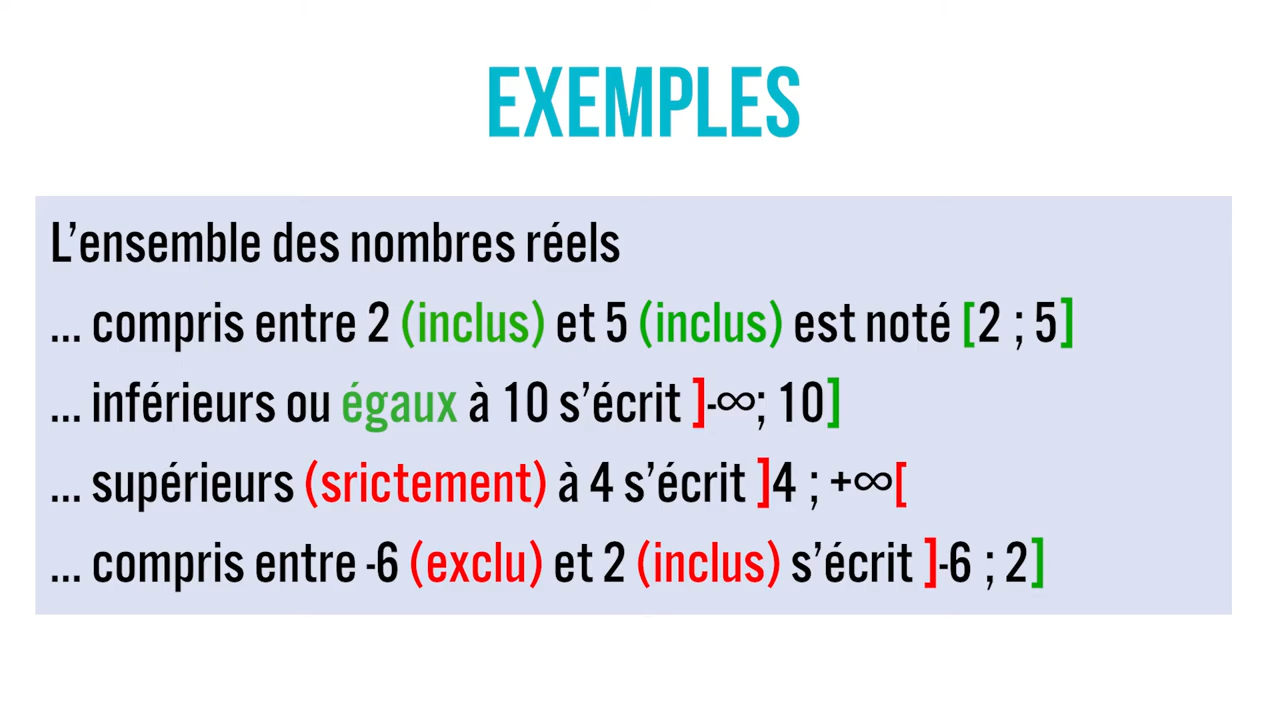 EXEMPLES
L’ensemble des nombres réels
... compris entre 2 (inclus) et 5 (inclus) est noté [2 ; 5]
... inférieurs ou égaux à 10 s’écrit ]-∞; 10]
... supérieurs (srictement) à 4 s’écrit ]4 ; +∞[
... compris entre -6 (exclu) et 2 (inclus) s’écrit ]-6 ; 2]